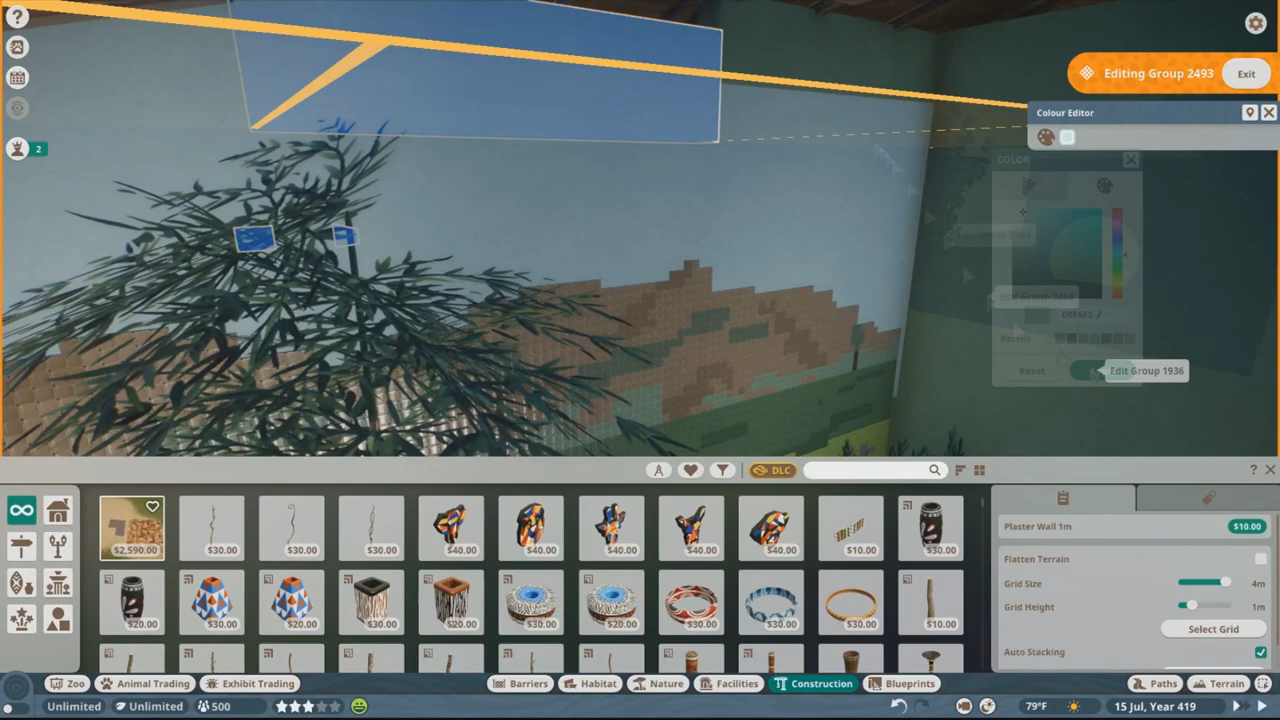 ?
Editing Group 2493
Exit
Colour Editor
2
COLOR
D8F6F3
Recent
Reset
Edit Group 1936
DLC
?
$2,590.00
$30.00
$30.00
$30.00
$40.00
$40.00
$40.00
$40.00
$40.00
$10.00
$30.00
$20.00
$30.00
$20.00
$30.00
$20.00
$30.00
$20.00
$30.00
$30.00
$30.00
$10.00
Plaster Wall 1m
$10.00
Flatten Terrain
Grid Size
4m
Grid Height
1m
Select Grid
Auto Stacking
Zoo
Animal Trading
Exhibit Trading
Barriers
Habitat
Nature
Facilities
Construction
Blueprints
Paths
Terrain
Unlimited
Unlimited
500
79°F
15 Jul, Year 419